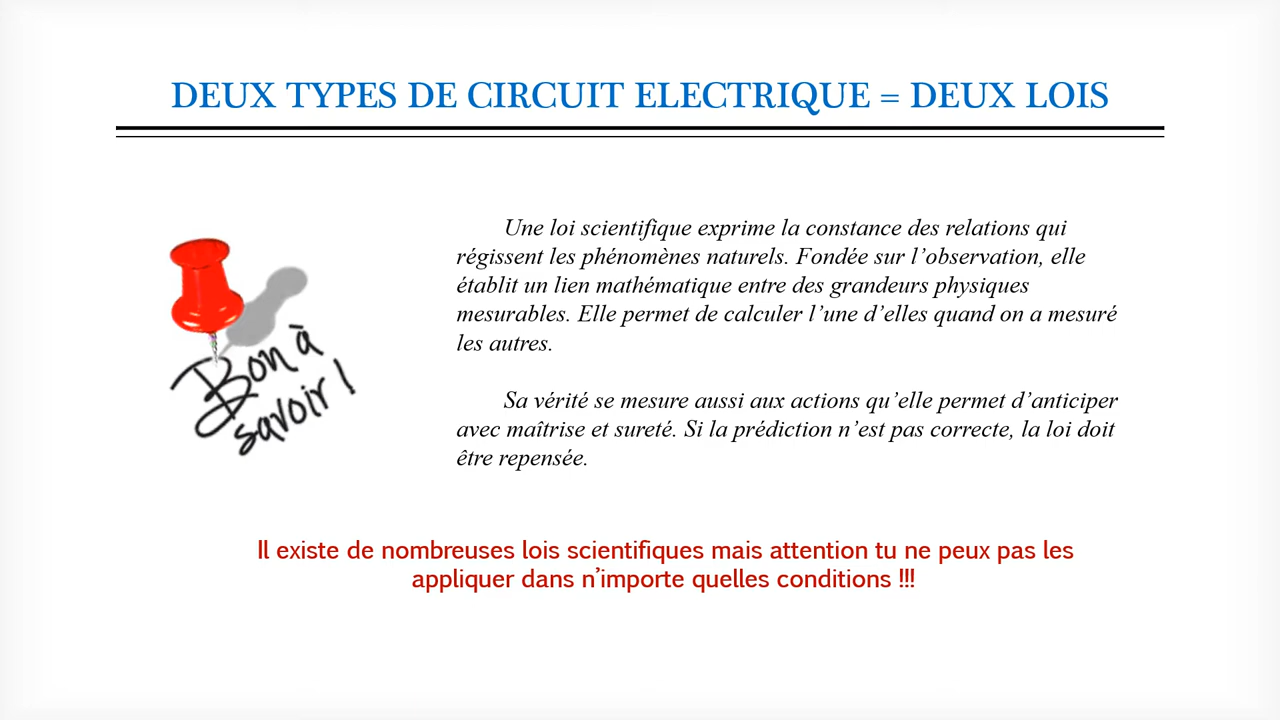 DEUX TYPES DE CIRCUIT ELECTRIQUE = DEUX LOIS
Bon à
savoir !
Une loi scientifique exprime la constance des relations qui
régissent les phénomènes naturels. Fondée sur l’observation, elle
établit un lien mathématique entre des grandeurs physiques
mesurables. Elle permet de calculer l’une d’elles quand on a mesuré
les autres.
Sa vérité se mesure aussi aux actions qu’elle permet d’anticiper
avec maîtrise et sureté. Si la prédiction n’est pas correcte, la loi doit
être repensée.
Il existe de nombreuses lois scientifiques mais attention tu ne peux pas les
appliquer dans n’importe quelles conditions !!!